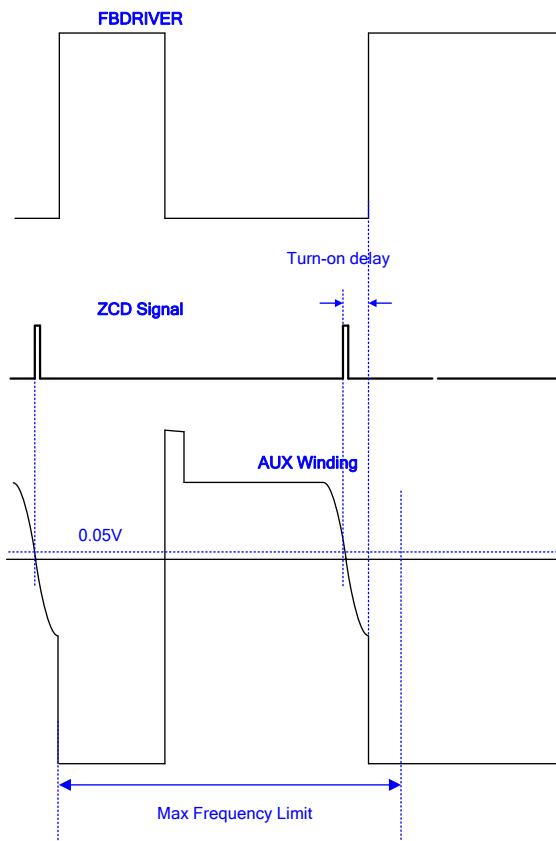 FBDRIVER
Turn-on delay
ZCD Signal
AUX Winding
0.05V
Max Frequency Limit